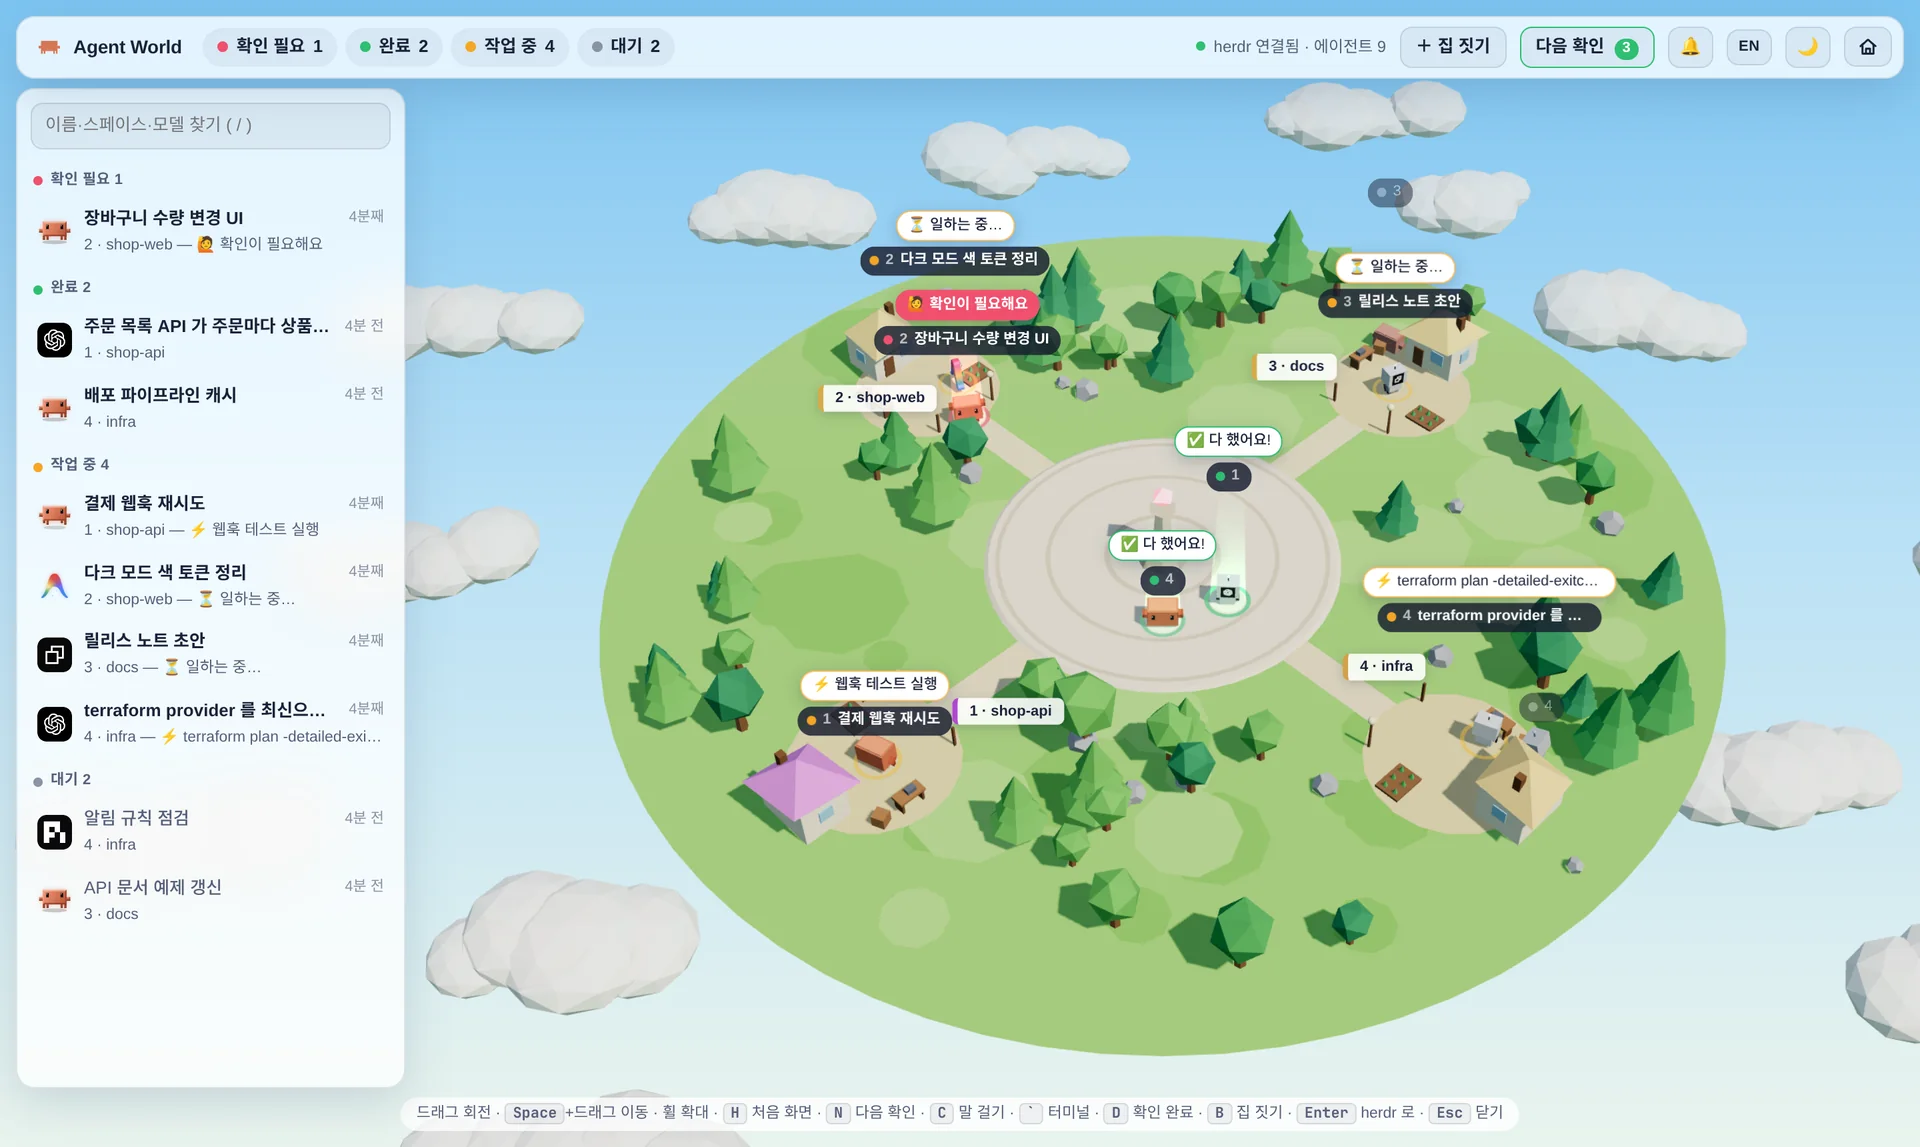 Agent World
확인 필요 1
완료 2
작업 중 4
대기 2
herdr 연결됨 · 에이전트 9
+ 집 짓기
다음 확인 3
EN
이름·스페이스·모델 찾기 ( / )
확인 필요 1
장바구니 수량 변경 UI
4분째
2 · shop-web — 🙋 확인이 필요해요
완료 2
주문 목록 API 가 주문마다 상품…
4분 전
1 · shop-api
배포 파이프라인 캐시
4분 전
4 · infra
작업 중 4
결제 웹훅 재시도
4분째
1 · shop-api — ⚡ 웹훅 테스트 실행
다크 모드 색 토큰 정리
4분째
2 · shop-web — ⏳ 일하는 중…
릴리스 노트 초안
4분째
3 · docs — ⏳ 일하는 중…
terraform provider 를 최신으…
4분째
4 · infra — ⚡ terraform plan -detailed-exi…
대기 2
알림 규칙 점검
4분 전
4 · infra
API 문서 예제 갱신
4분 전
3 · docs
3
⏳ 일하는 중…
2 다크 모드 색 토큰 정리
🙋 확인이 필요해요
2 장바구니 수량 변경 UI
2 · shop-web
⏳ 일하는 중…
3 릴리스 노트 초안
3 · docs
✅ 다 했어요!
1
✅ 다 했어요!
4
⚡ terraform plan -detailed-exitc…
4 terraform provider 를 …
4 · infra
4
⚡ 웹훅 테스트 실행
1 결제 웹훅 재시도
1 · shop-api
드래그 회전 · Space +드래그 이동 · 휠 확대 · H 처음 화면 · N 다음 확인 · C 말 걸기 · ` 터미널 · D 확인 완료 · B 집 짓기 · Enter herdr 로 · Esc 닫기